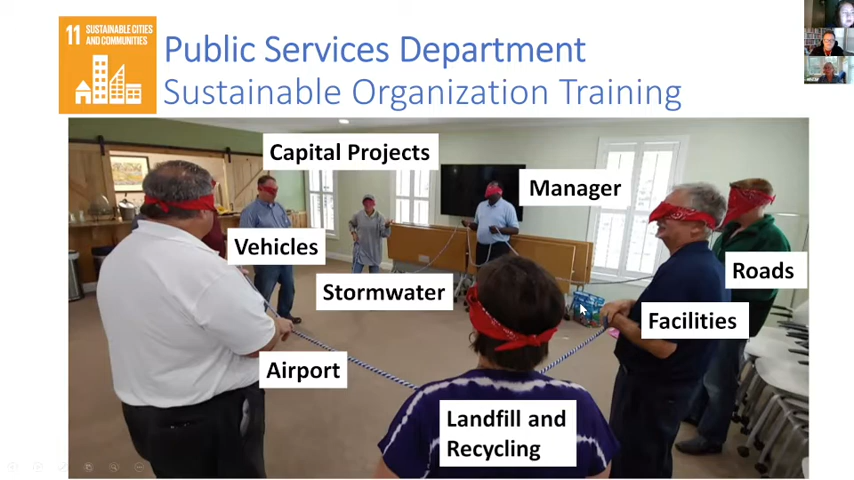 11 SUSTAINABLE CITIES
AND COMMUNITIES
Public Services Department
Sustainable Organization Training
Capital Projects
Manager
Vehicles
Roads
Stormwater
Facilities
Airport
Landfill and
Recycling